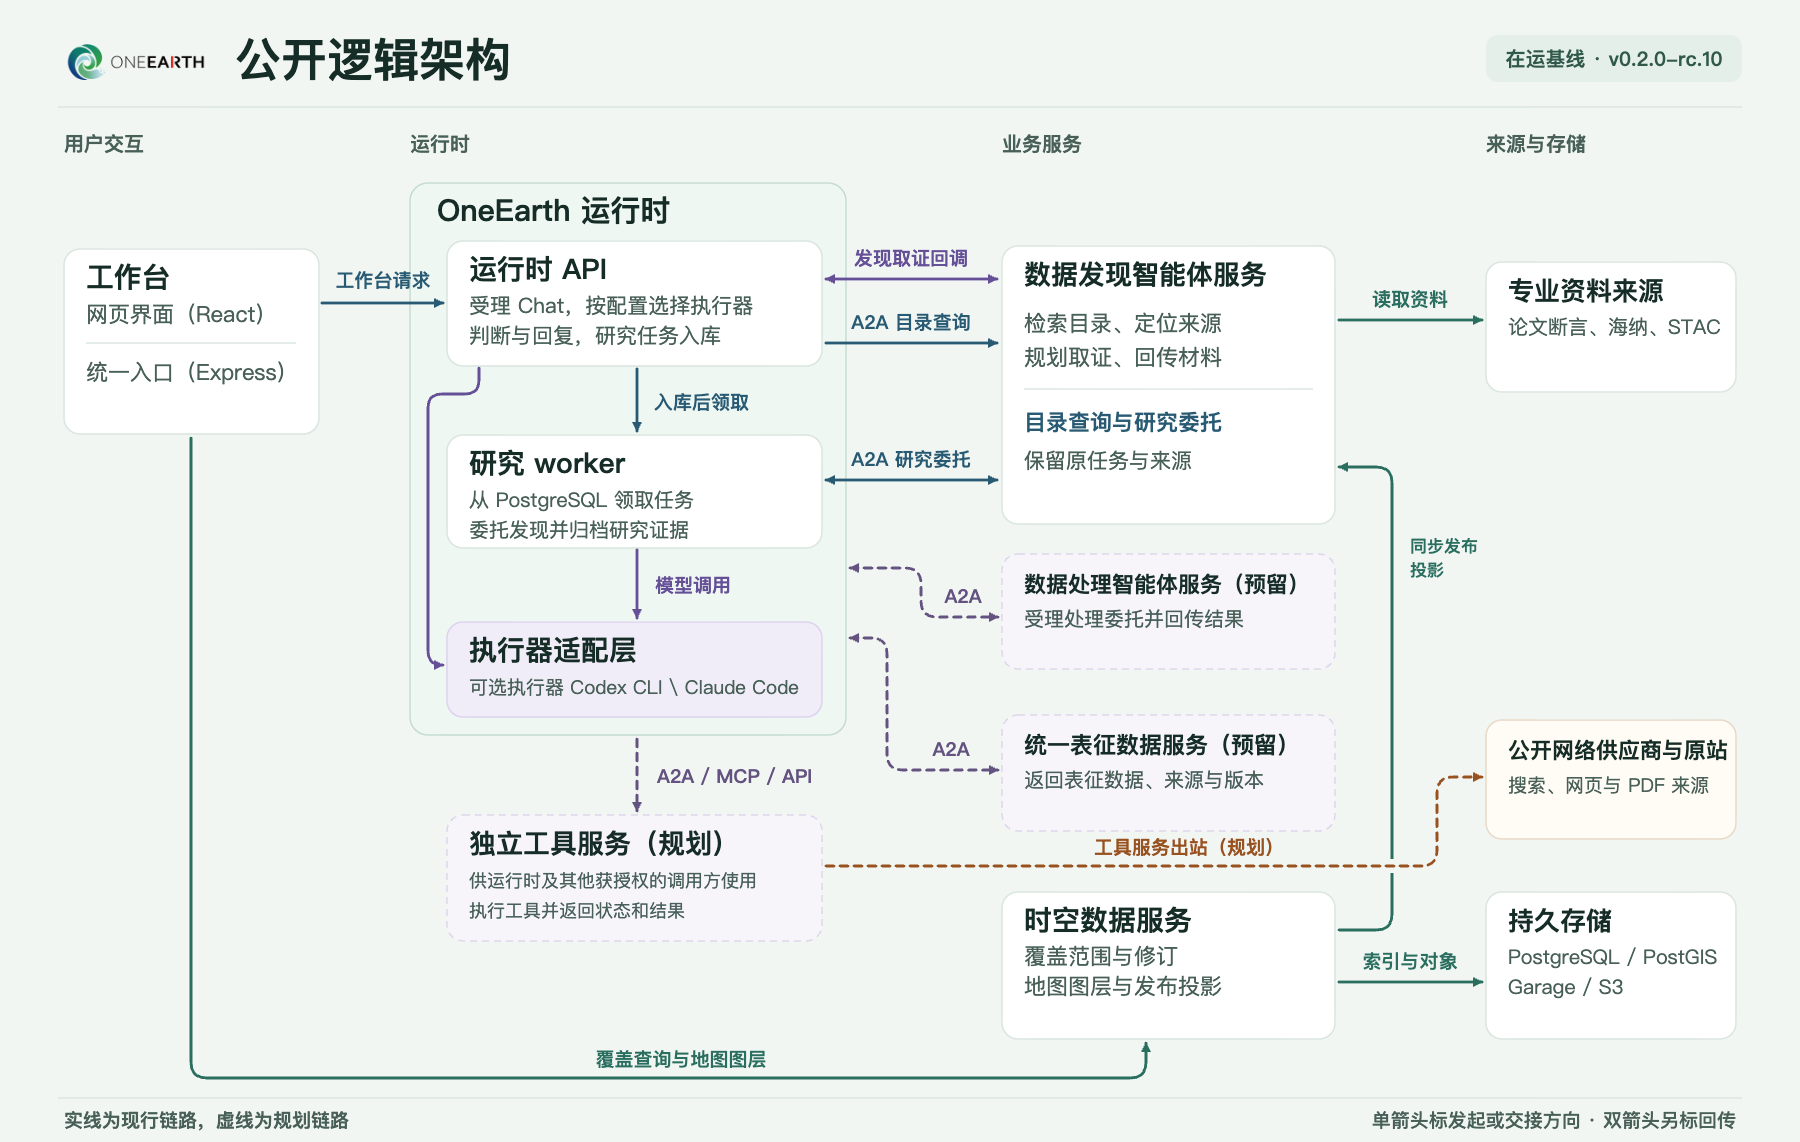 ONEEARTH
公开逻辑架构
在运基线 · v0.2.0-rc.10
用户交互
运行时
业务服务
来源与存储
工作台
网页界面（React）
统一入口（Express）
工作台请求
OneEarth 运行时
运行时 API
受理 Chat，按配置选择执行器
判断与回复，研究任务入库
入库后领取
研究 worker
从 PostgreSQL 领取任务
委托发现并归档研究证据
模型调用
执行器适配层
可选执行器 Codex CLI \ Claude Code
A2A / MCP / API
独立工具服务（规划）
供运行时及其他获授权的调用方使用
执行工具并返回状态和结果
发现取证回调
A2A 目录查询
A2A 研究委托
A2A
A2A
数据发现智能体服务
检索目录、定位来源
规划取证、回传材料
目录查询与研究委托
保留原任务与来源
数据处理智能体服务（预留）
受理处理委托并回传结果
统一表征数据服务（预留）
返回表征数据、来源与版本
工具服务出站（规划）
时空数据服务
覆盖范围与修订
地图图层与发布投影
读取资料
专业资料来源
论文断言、海纳、STAC
同步发布
投影
公开网络供应商与原站
搜索、网页与 PDF 来源
索引与对象
持久存储
PostgreSQL / PostGIS
Garage / S3
覆盖查询与地图图层
实线为现行链路，虚线为规划链路
单箭头标发起或交接方向 · 双箭头另标回传